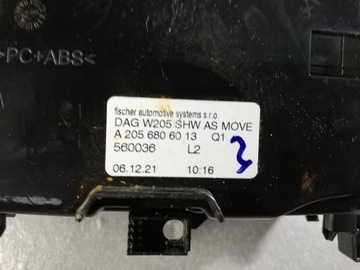 >PC+ABS<
fischer automotive systems s.r.o.
DAG W205 SHW AS MOVE
A 205 680 60 13 Q1
560036 L2
3
06.12.21 10:16